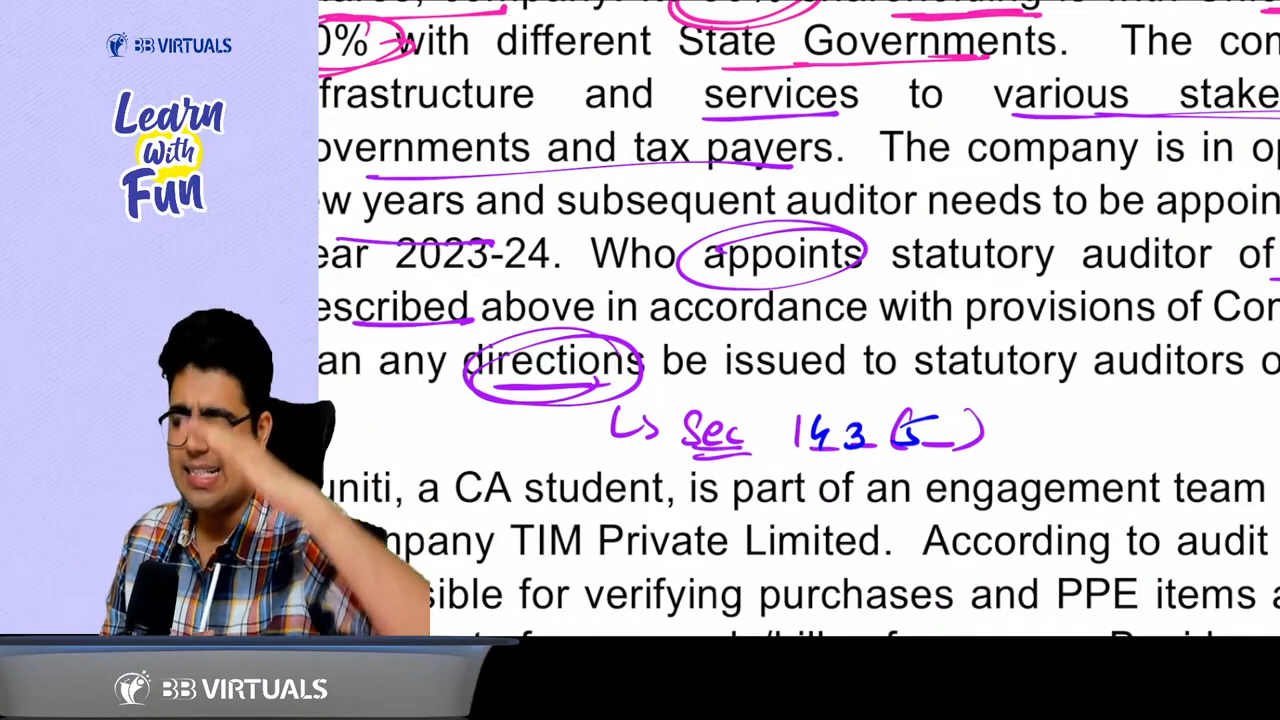 BB VIRTUALS
Learn
With
Fun
0% with different State Governments. The com
frastructure and services to various stake
overnments and tax payers. The company is in o
ew years and subsequent auditor needs to be appoin
ear 2023-24. Who appoints statutory auditor of
escribed above in accordance with provisions of Co
an any directions be issued to statutory auditors o
Sec 143 (5)
uniti, a CA student, is part of an engagement team
mpany TIM Private Limited. According to audit
sible for verifying purchases and PPE items a
BB VIRTUALS